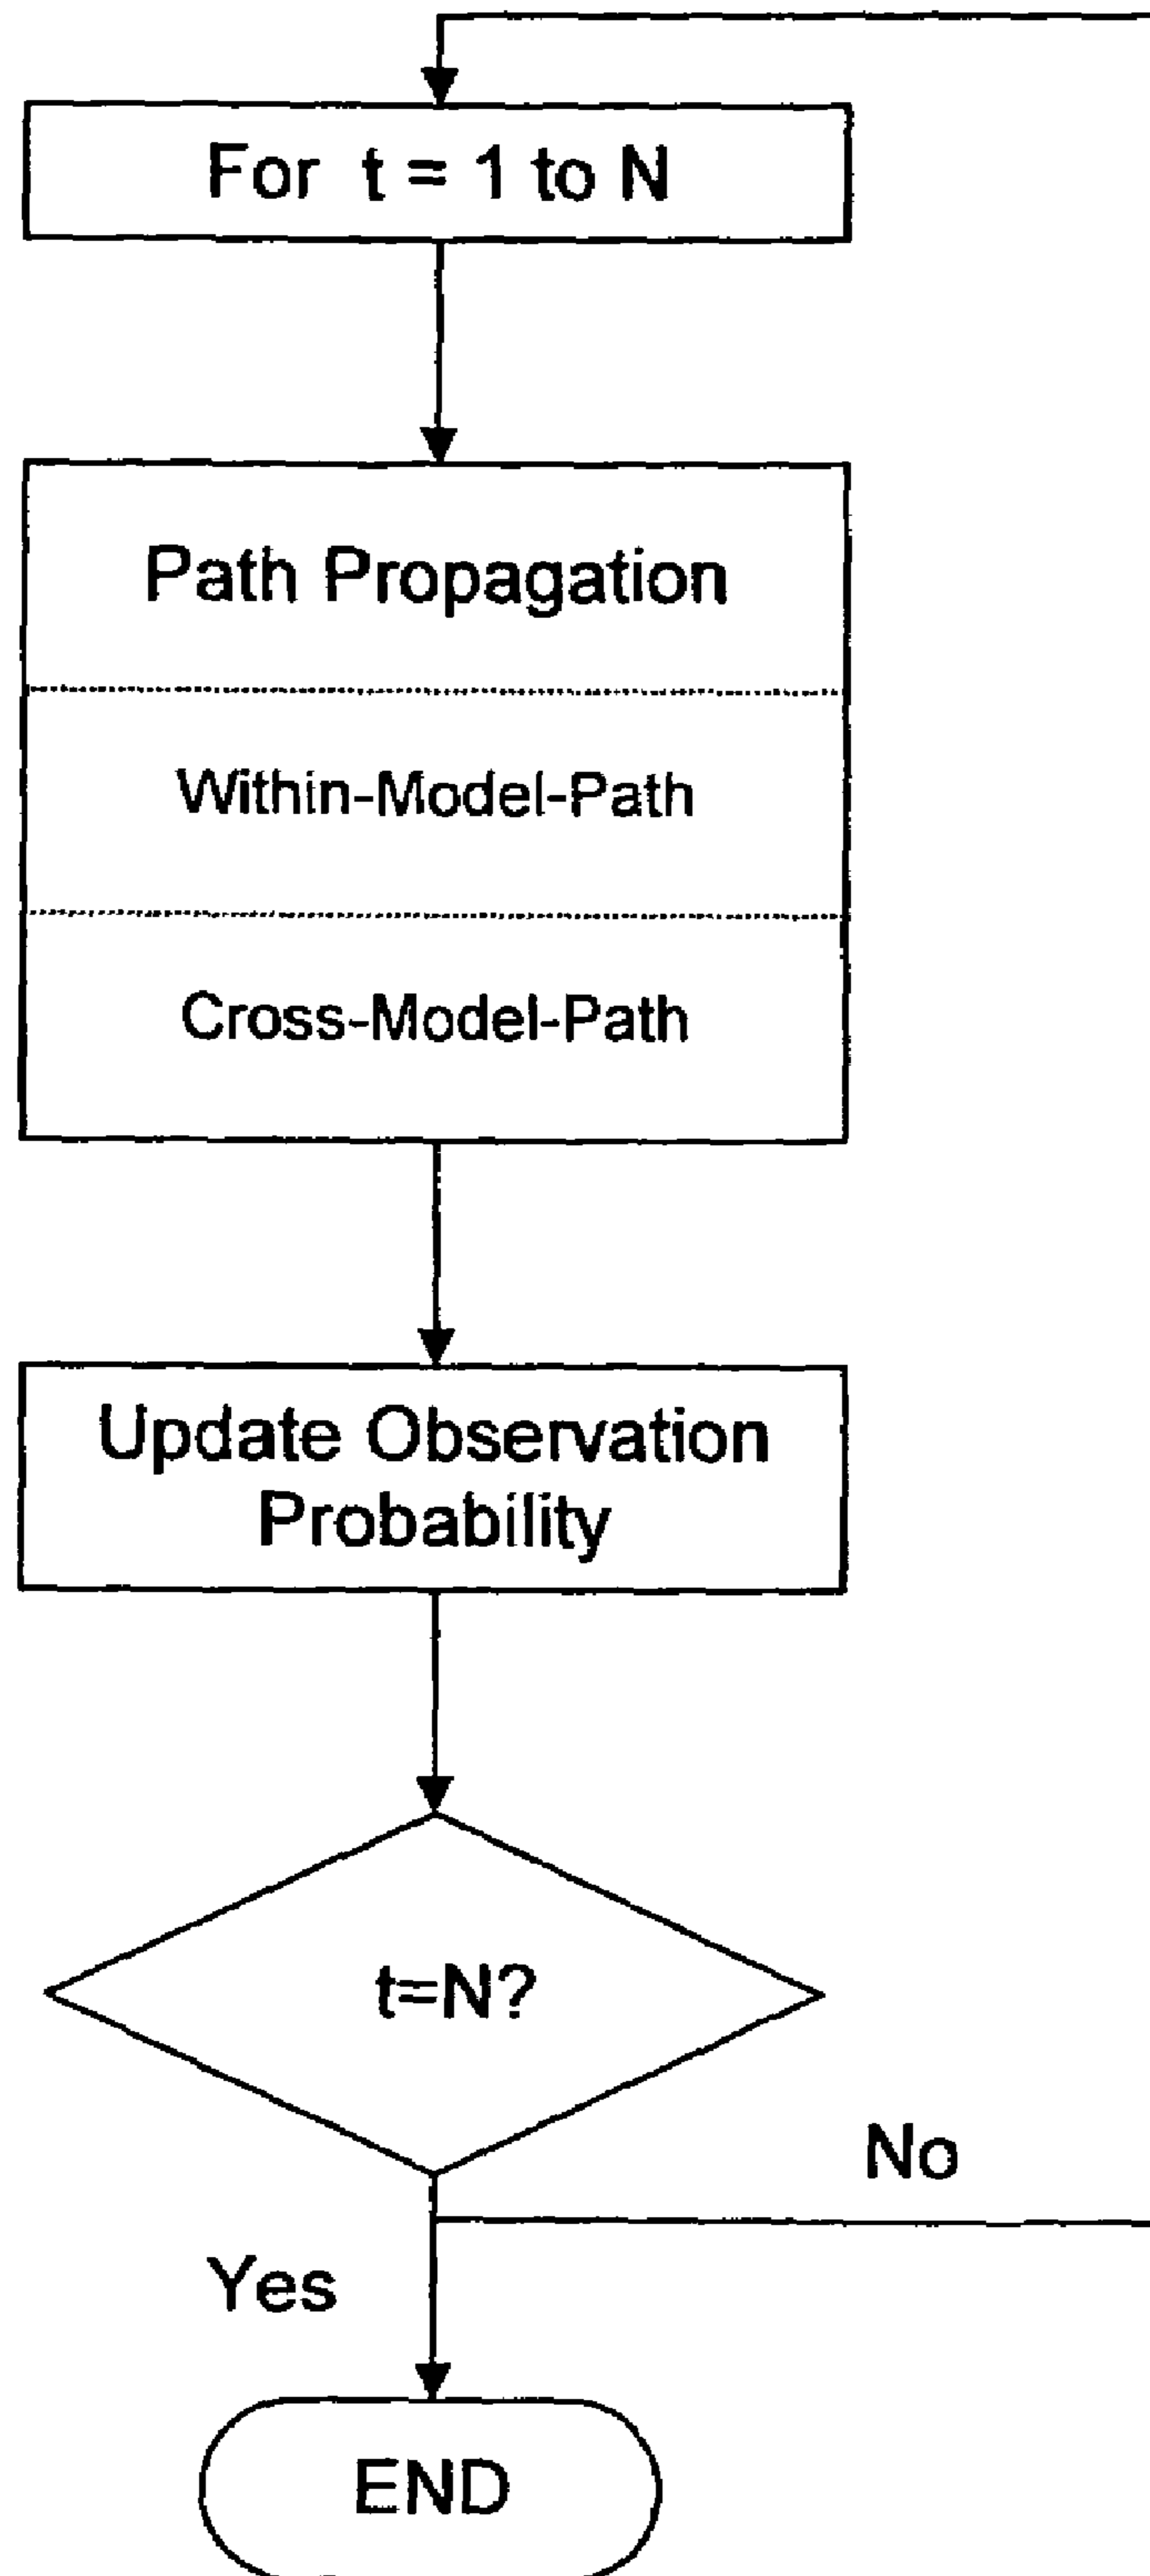 For t = 1 to N
Path Propagation
Within-Model-Path
Cross-Model-Path
Update Observation
Probability
t=N?
No
Yes
END